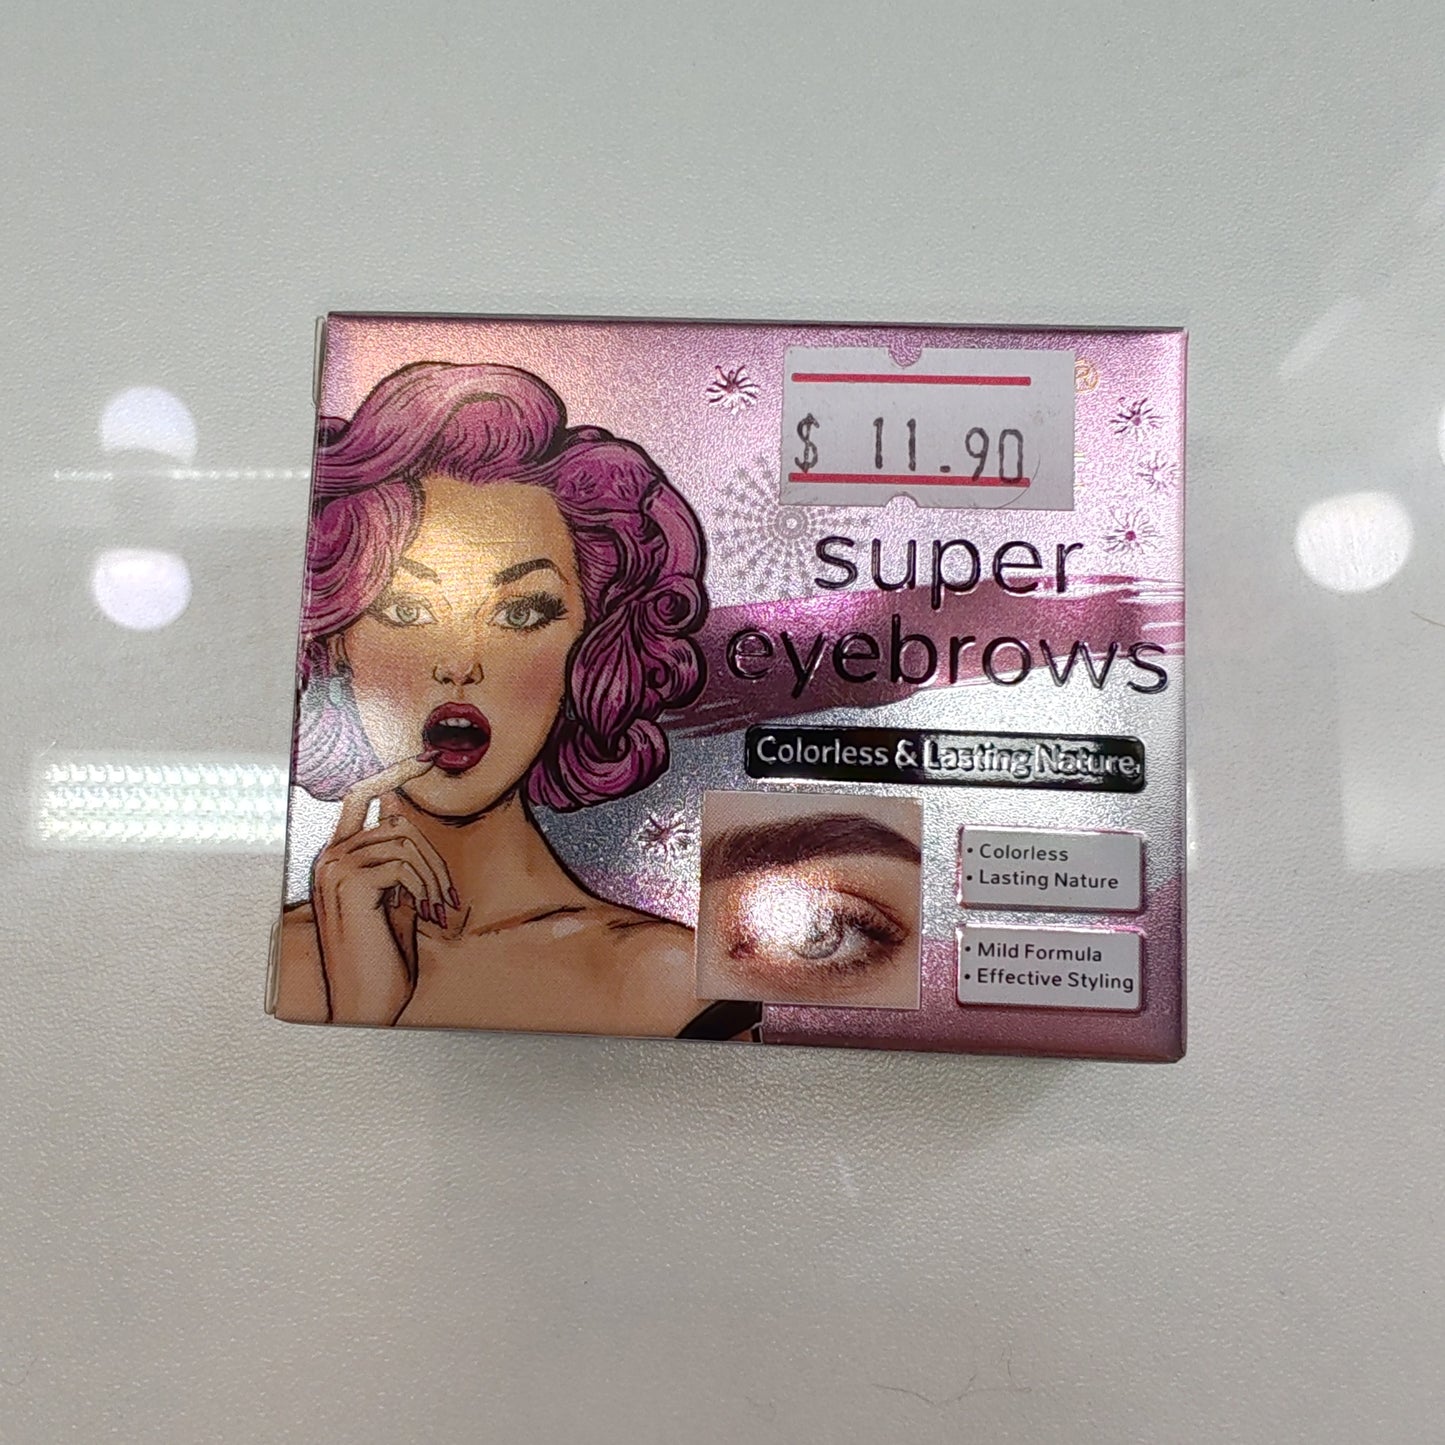 ®
$ 11.90
super
eyebrows
Colorless & Lasting Nature
• Colorless
• Lasting Nature
• Mild Formula
• Effective Styling